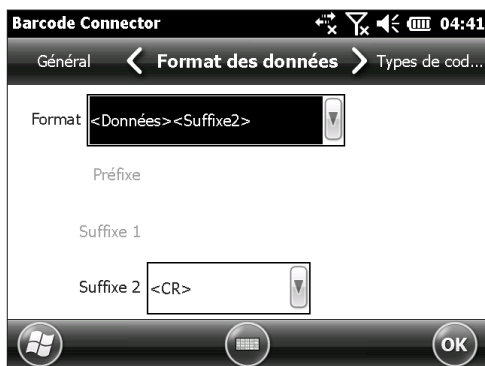 Barcode Connector 04:41
Général Format des données Types de cod...
Format <Données><Suffixe2>
Préfixe
Suffixe 1
Suffixe 2 <CR>
OK